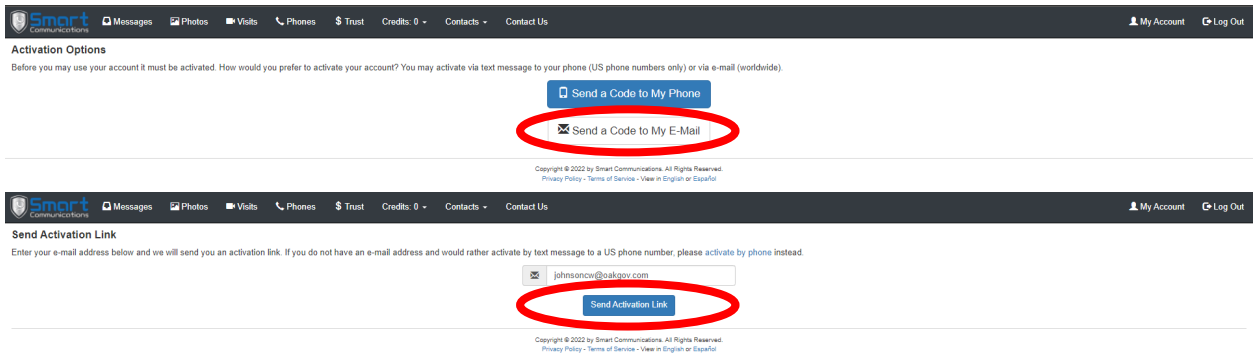 Smart Communications Messages Photos Visits Phones $ Trust Credits: 0 Contacts Contact Us My Account Log Out
Activation Options
Before you may use your account it must be activated. How would you prefer to activate your account? You may activate via text message to your phone (US phone numbers only) or via e-mail (worldwide).
Send a Code to My Phone
Send a Code to My E-Mail
Copyright © 2022 by Smart Communications. All Rights Reserved.
Privacy Policy - Terms of Service - View in English or Español
Smart Communications Messages Photos Visits Phones $ Trust Credits: 0 Contacts Contact Us My Account Log Out
Send Activation Link
Enter your e-mail address below and we will send you an activation link. If you do not have an e-mail address and would rather activate by text message to a US phone number, please activate by phone instead.
johnsoncw@oakgov.com
Send Activation Link
Copyright © 2022 by Smart Communications. All Rights Reserved.
Privacy Policy - Terms of Service - View in English or Español